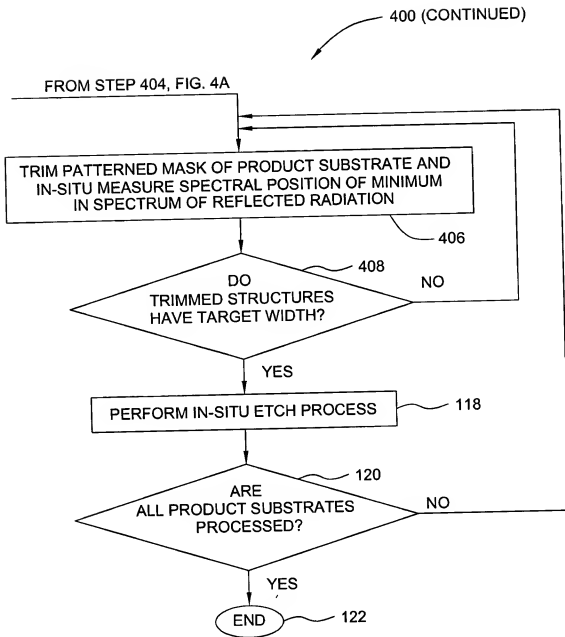 400 (CONTINUED)
FROM STEP 404, FIG. 4A
TRIM PATTERNED MASK OF PRODUCT SUBSTRATE AND
IN-SITU MEASURE SPECTRAL POSITION OF MINIMUM
IN SPECTRUM OF REFLECTED RADIATION
406
408
DO
TRIMMED STRUCTURES
HAVE TARGET WIDTH?
NO
YES
PERFORM IN-SITU ETCH PROCESS
118
120
ARE
ALL PRODUCT SUBSTRATES
PROCESSED?
NO
YES
END
122